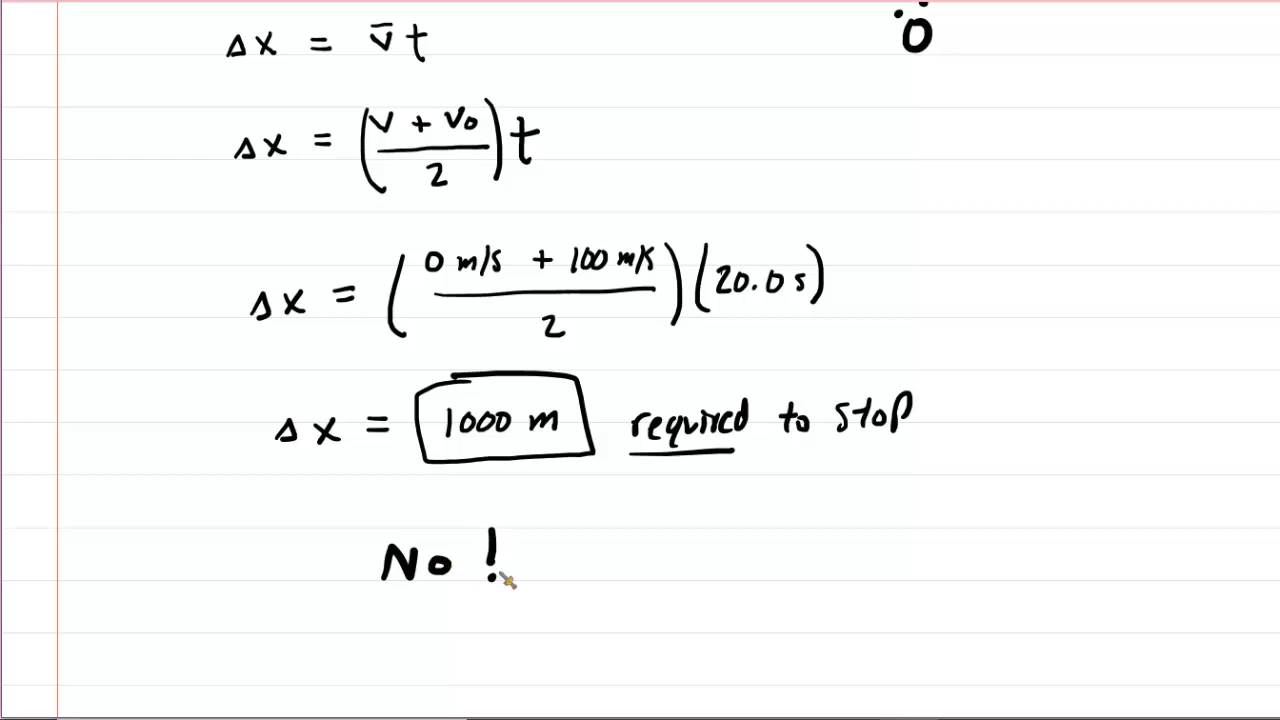 Δx = v̄ t
Ö
Δx = ((v + v₀)/2) t
Δx = ((0 m/s + 100 m/s)/2)(20.0 s)
Δx = 1000 m required to stop
No !